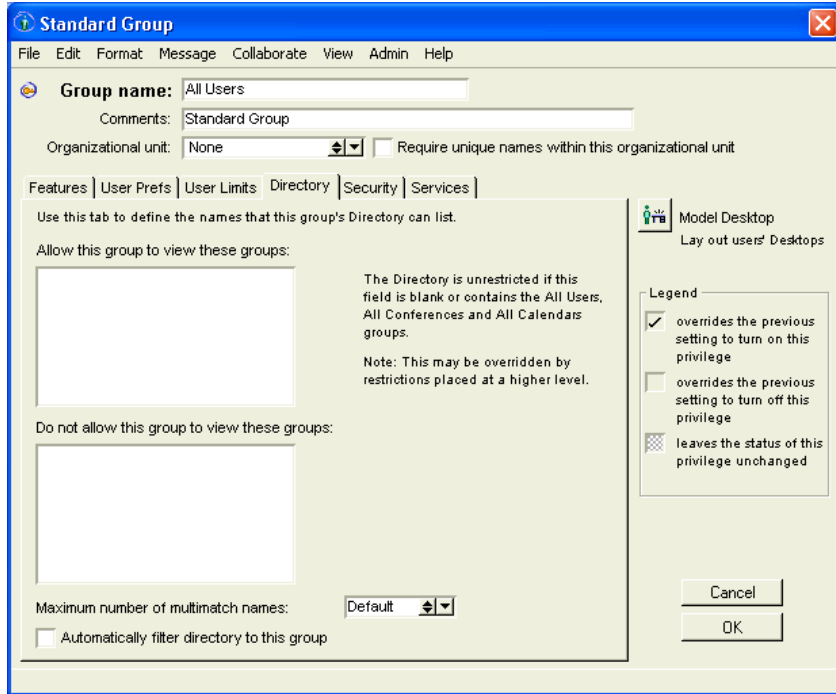 Standard Group
File Edit Format Message Collaborate View Admin Help
Group name: All Users
Comments: Standard Group
Organizational unit: None Require unique names within this organizational unit
Features User Prefs User Limits Directory Security Services
Use this tab to define the names that this group's Directory can list.
Allow this group to view these groups:
The Directory is unrestricted if this
field is blank or contains the All Users,
All Conferences and All Calendars
groups.
Note: This may be overridden by
restrictions placed at a higher level.
Do not allow this group to view these groups:
Maximum number of multimatch names: Default
Automatically filter directory to this group
Model Desktop
Lay out users' Desktops
Legend
overrides the previous
setting to turn on this
privilege
overrides the previous
setting to turn off this
privilege
leaves the status of this
privilege unchanged
Cancel
OK